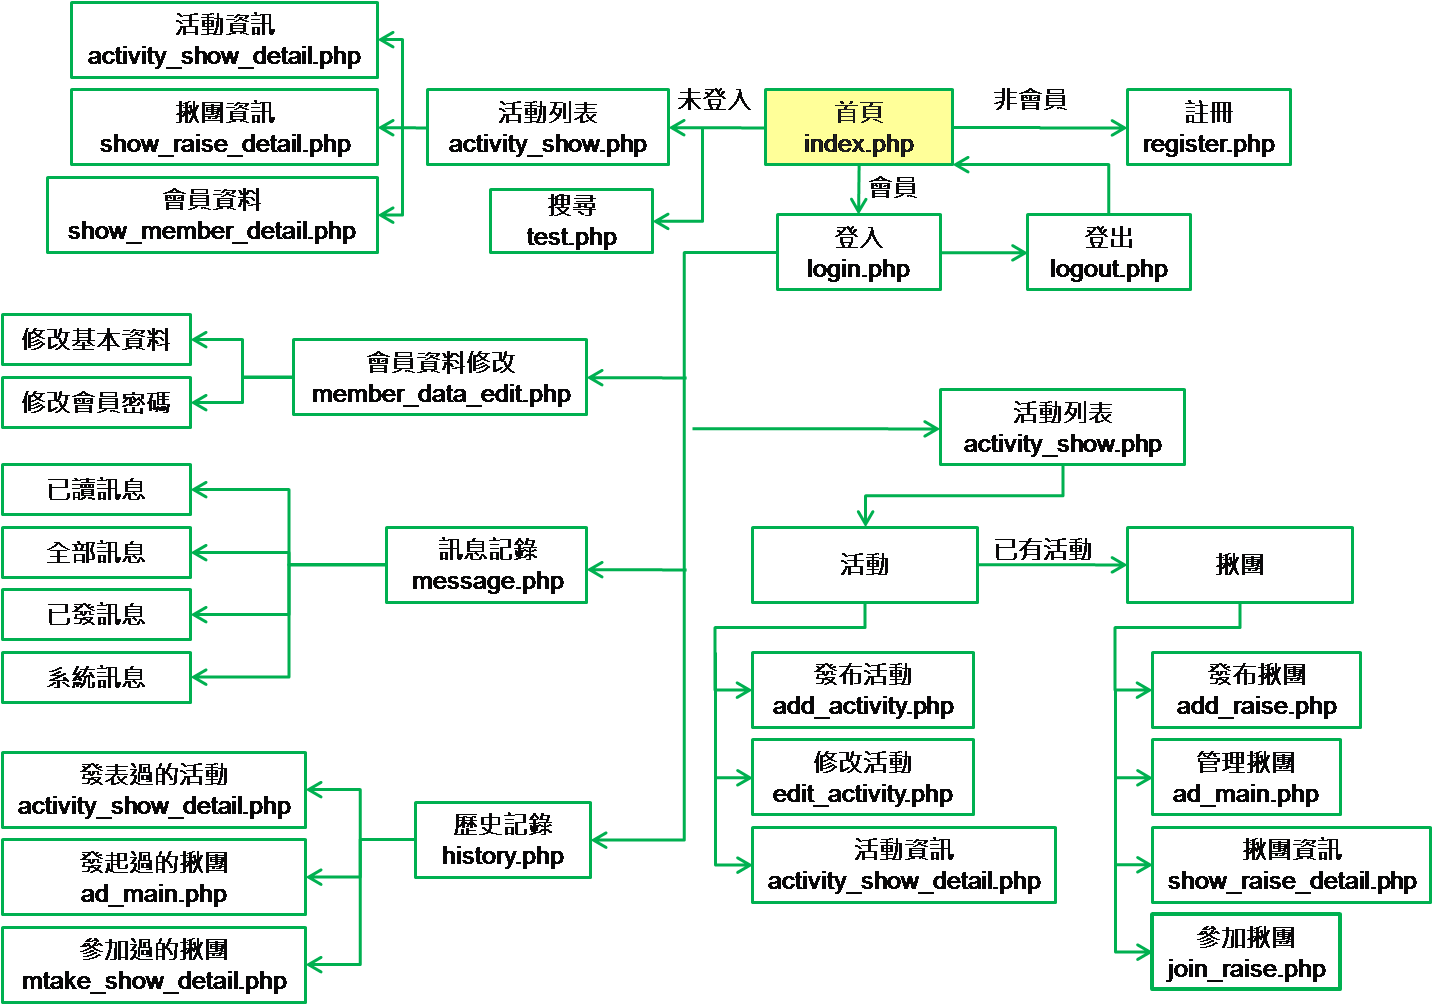 活動資訊
activity_show_detail.php
揪團資訊
show_raise_detail.php
會員資料
show_member_detail.php
活動列表
activity_show.php
未登入
搜尋
test.php
首頁
index.php
非會員
註冊
register.php
會員
登入
login.php
登出
logout.php
修改基本資料
修改會員密碼
會員資料修改
member_data_edit.php
活動列表
activity_show.php
已讀訊息
全部訊息
已發訊息
系統訊息
訊息記錄
message.php
活動
已有活動
揪團
發布活動
add_activity.php
修改活動
edit_activity.php
活動資訊
activity_show_detail.php
發布揪團
add_raise.php
管理揪團
ad_main.php
揪團資訊
show_raise_detail.php
參加揪團
join_raise.php
發表過的活動
activity_show_detail.php
發起過的揪團
ad_main.php
參加過的揪團
mtake_show_detail.php
歷史記錄
history.php